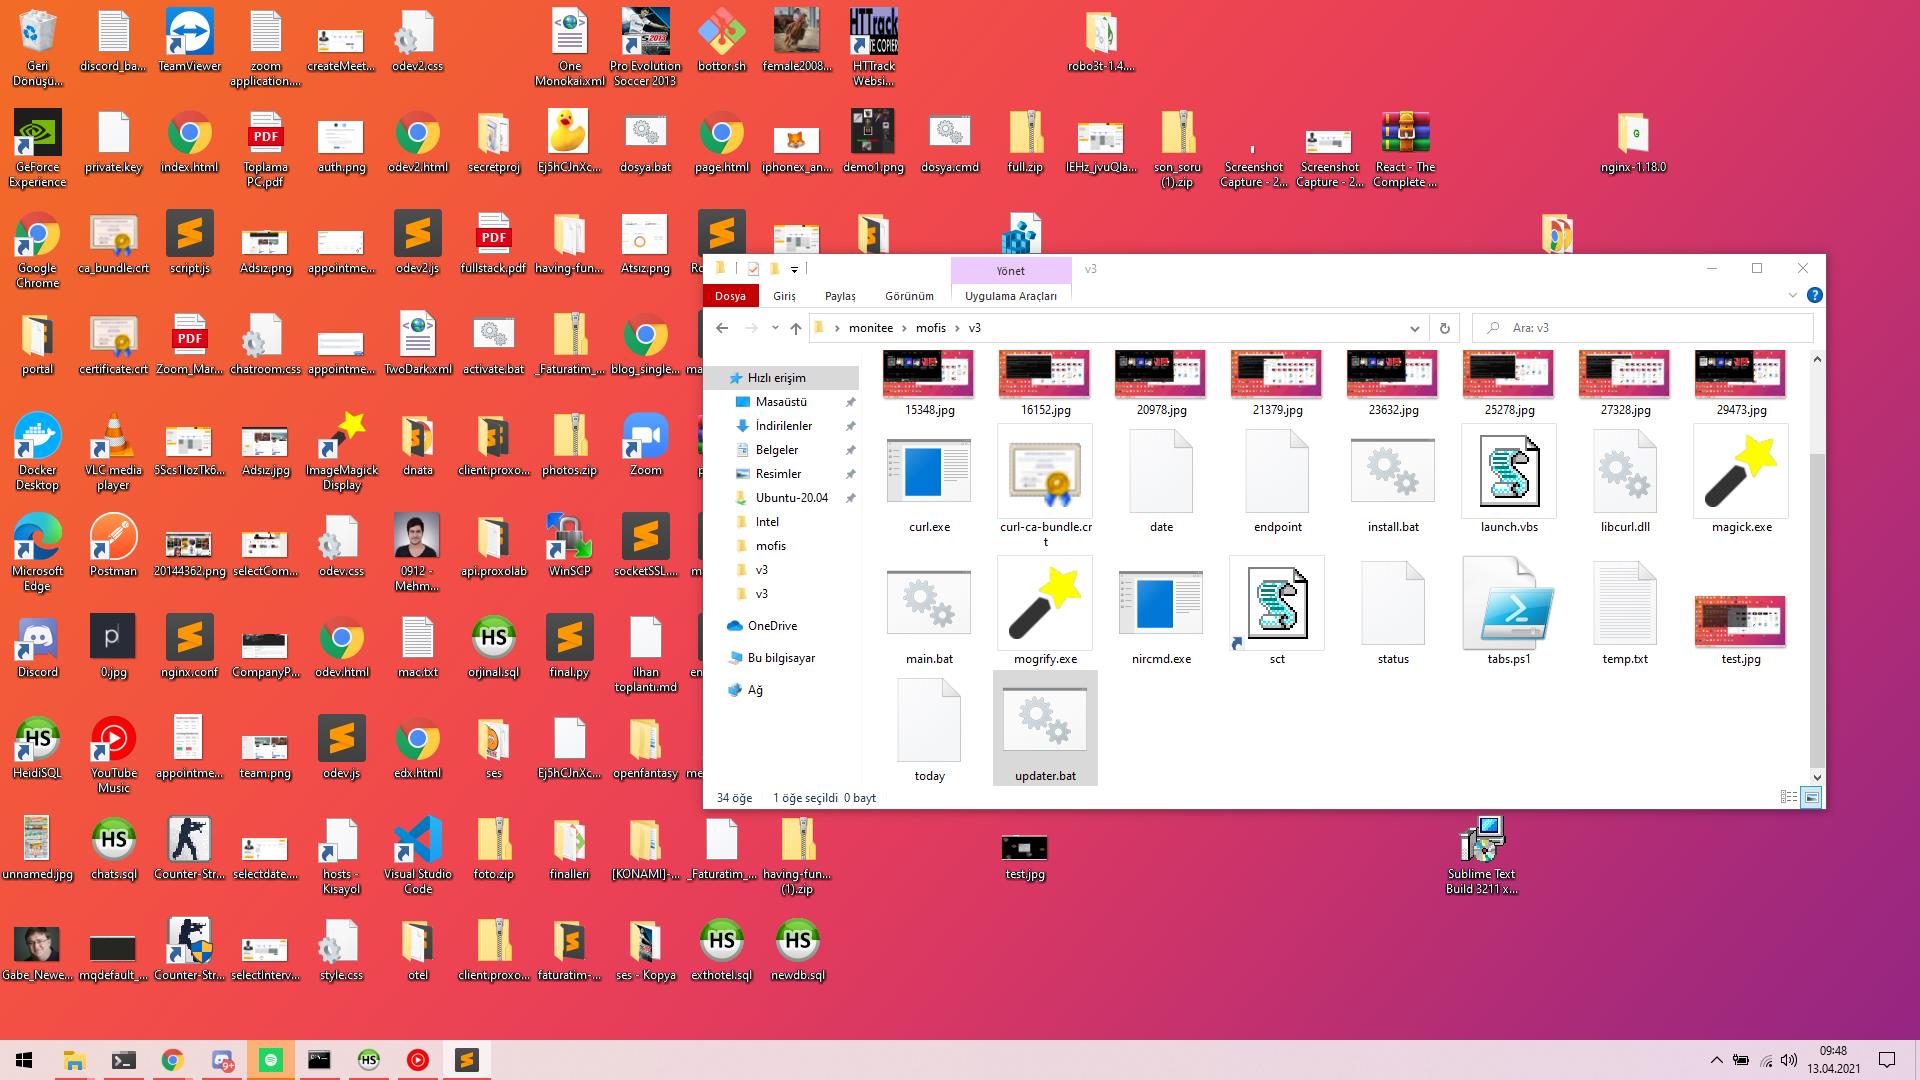 Geri Dönüşü...
discord_ba...
TeamViewer
zoom application....
createMeet...
odev2.css
One Monokai.xml
Pro Evolution Soccer 2013
bottor.sh
female2008...
HTTrack Websi...
robo3t-1.4....
GeForce Experience
private.key
index.html
Toplama PC.pdf
auth.png
odev2.html
secretproj
Ej5hCJnXc...
dosya.bat
page.html
iphonex_an...
demo1.png
dosya.cmd
full.zip
IEHz_jvuQIa...
son_soru (1).zip
Screenshot Capture - 2...
Screenshot Capture - 2...
React - The Complete ...
nginx-1.18.0
Google Chrome
ca_bundle.crt
script.js
Adsız.png
appointme...
odev2.js
fullstack.pdf
having-fun...
Atsız.png
portal
certificate.crt
Zoom_Mar...
chatroom.css
appointme...
TwoDark.xml
activate.bat
_Faturatim_...
blog_single...
Docker Desktop
VLC media player
Adsız.jpg
ImageMagick Display
dnata
client.proxo...
photos.zip
Zoom
Microsoft Edge
Postman
20144362.png
selectCom...
odev.css
0912 - Mehm...
api.proxolab
WinSCP
socketSSL....
Discord
0.jpg
nginx.conf
CompanyP...
odev.html
mac.txt
orjinal.sql
final.py
ilhan toplantı.md
HeidiSQL
YouTube Music
appointme...
team.png
odev.js
edx.html
ses
Ej5hCJnXc...
openfantasy
unnamed.jpg
chats.sql
Counter-Str...
selectdate....
hosts - Kısayol
Visual Studio Code
foto.zip
finalleri
[KONAMI]-...
_Faturatim_...
having-fun... (1).zip
test.jpg
Sublime Text Build 3211 x...
Gabe_Newe...
mqdefault_...
Counter-Str...
selectInterv...
style.css
otel
client.proxo...
faturatim-...
ses - Kopya
exthotel.sql
newdb.sql
Yönet
v3
Dosya
Giriş
Paylaş
Görünüm
Uygulama Araçları
monitee
mofis
v3
Ara: v3
Hızlı erişim
Masaüstü
İndirilenler
Belgeler
Resimler
Ubuntu-20.04
Intel
mofis
v3
v3
OneDrive
Bu bilgisayar
Ağ
15348.jpg
16152.jpg
20978.jpg
21379.jpg
23632.jpg
25278.jpg
27328.jpg
29473.jpg
curl.exe
curl-ca-bundle.cr
t
date
endpoint
install.bat
launch.vbs
libcurl.dll
magick.exe
main.bat
mogrify.exe
nircmd.exe
sct
status
tabs.ps1
temp.txt
test.jpg
today
updater.bat
34 öğe
1 öğe seçildi 0 bayt
09:48
13.04.2021